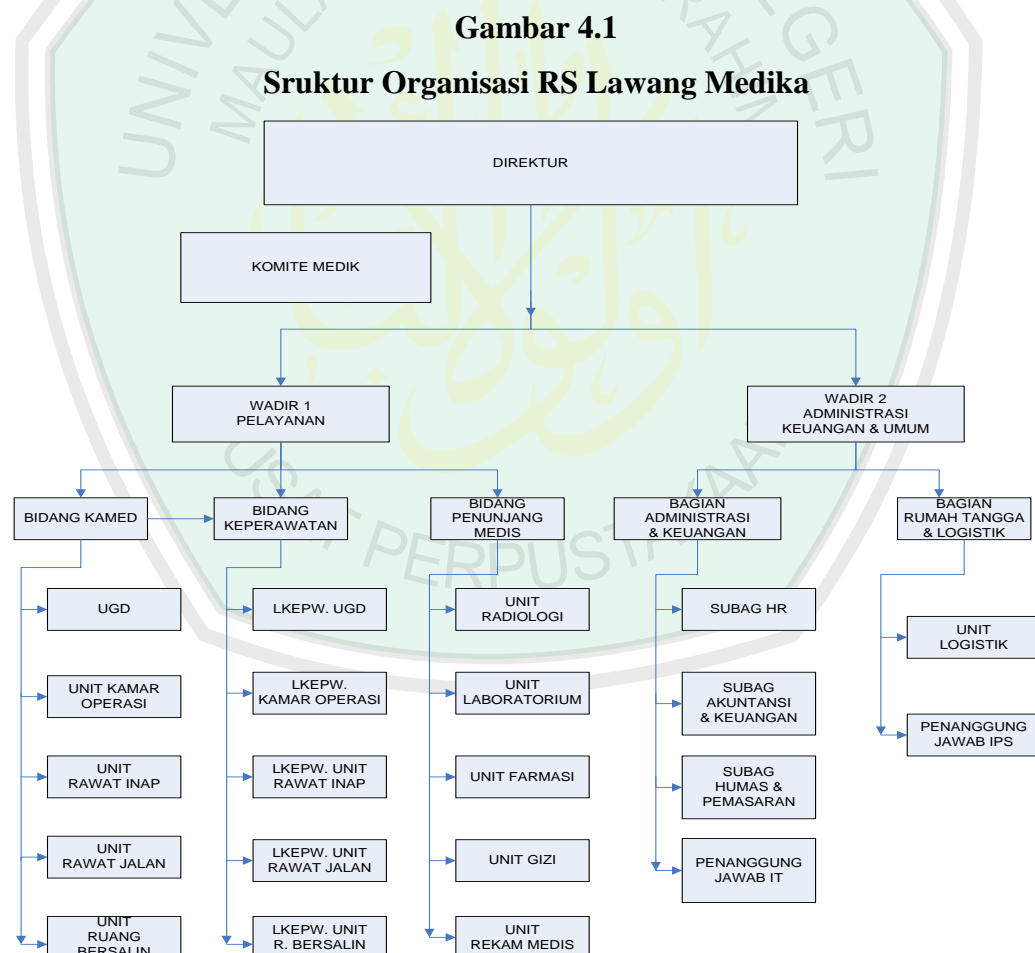 Gambar 4.1
Sruktur Organisasi RS Lawang Medika
DIREKTUR
KOMITE MEDIK
WADIR 1
PELAYANAN
WADIR 2
ADMINISTRASI
KEUANGAN & UMUM
BIDANG KAMED
BIDANG
KEPERAWATAN
BIDANG
PENUNJANG
MEDIS
BAGIAN
ADMINISTRASI
& KEUANGAN
BAGIAN
RUMAH TANGGA
& LOGISTIK
UGD
UNIT KAMAR
OPERASI
UNIT
RAWAT INAP
UNIT
RAWAT JALAN
UNIT
RUANG
BERSALIN
LKEPW. UGD
LKEPW.
KAMAR OPERASI
LKEPW. UNIT
RAWAT INAP
LKEPW. UNIT
RAWAT JALAN
LKEPW. UNIT
R. BERSALIN
UNIT
RADIOLOGI
UNIT
LABORATORIUM
UNIT FARMASI
UNIT GIZI
UNIT
REKAM MEDIS
SUBAG HR
SUBAG
AKUNTANSI
& KEUANGAN
SUBAG
HUMAS &
PEMASARAN
PENANGGUNG
JAWAB IT
UNIT
LOGISTIK
PENANGGUNG
JAWAB IPS